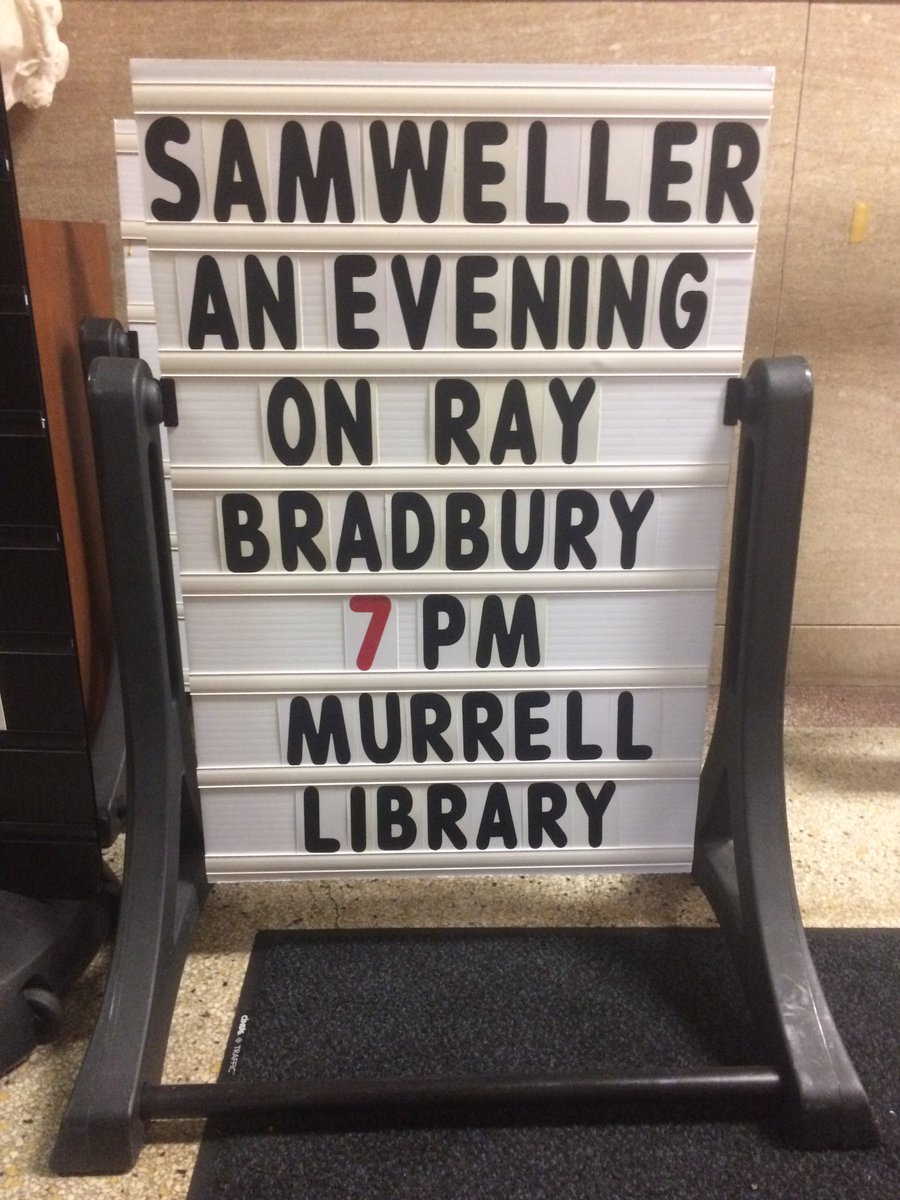 SAMWELLER
AN EVENING
ON RAY
BRADBURY
7 PM
MURRELL
LIBRARY